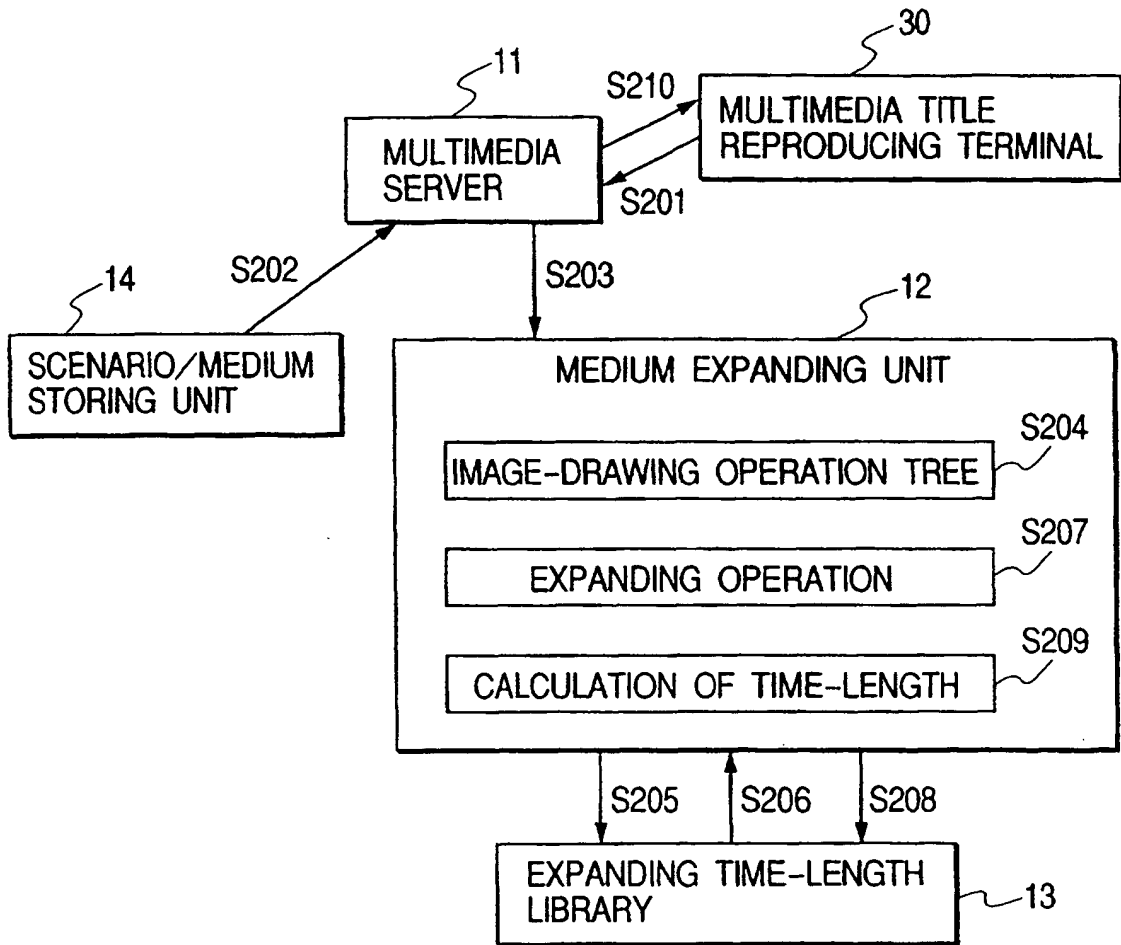 30
11
S210
MULTIMEDIA TITLE
REPRODUCING TERMINAL
MULTIMEDIA
SERVER
S201
S202
S203
14
12
SCENARIO/MEDIUM
STORING UNIT
MEDIUM EXPANDING UNIT
S204
IMAGE-DRAWING OPERATION TREE
S207
EXPANDING OPERATION
S209
CALCULATION OF TIME-LENGTH
S205
S206
S208
EXPANDING TIME-LENGTH
LIBRARY
13